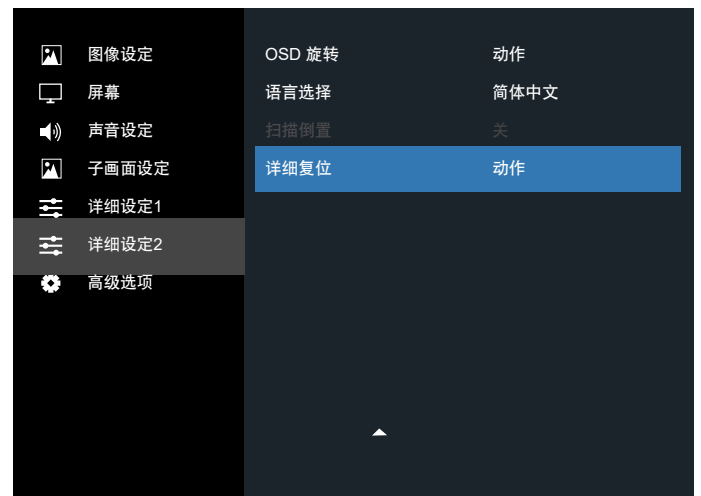 图像设定
屏幕
声音设定
子画面设定
详细设定1
详细设定2
高级选项
OSD 旋转 动作
语言选择 简体中文
扫描倒置 关
详细复位 动作